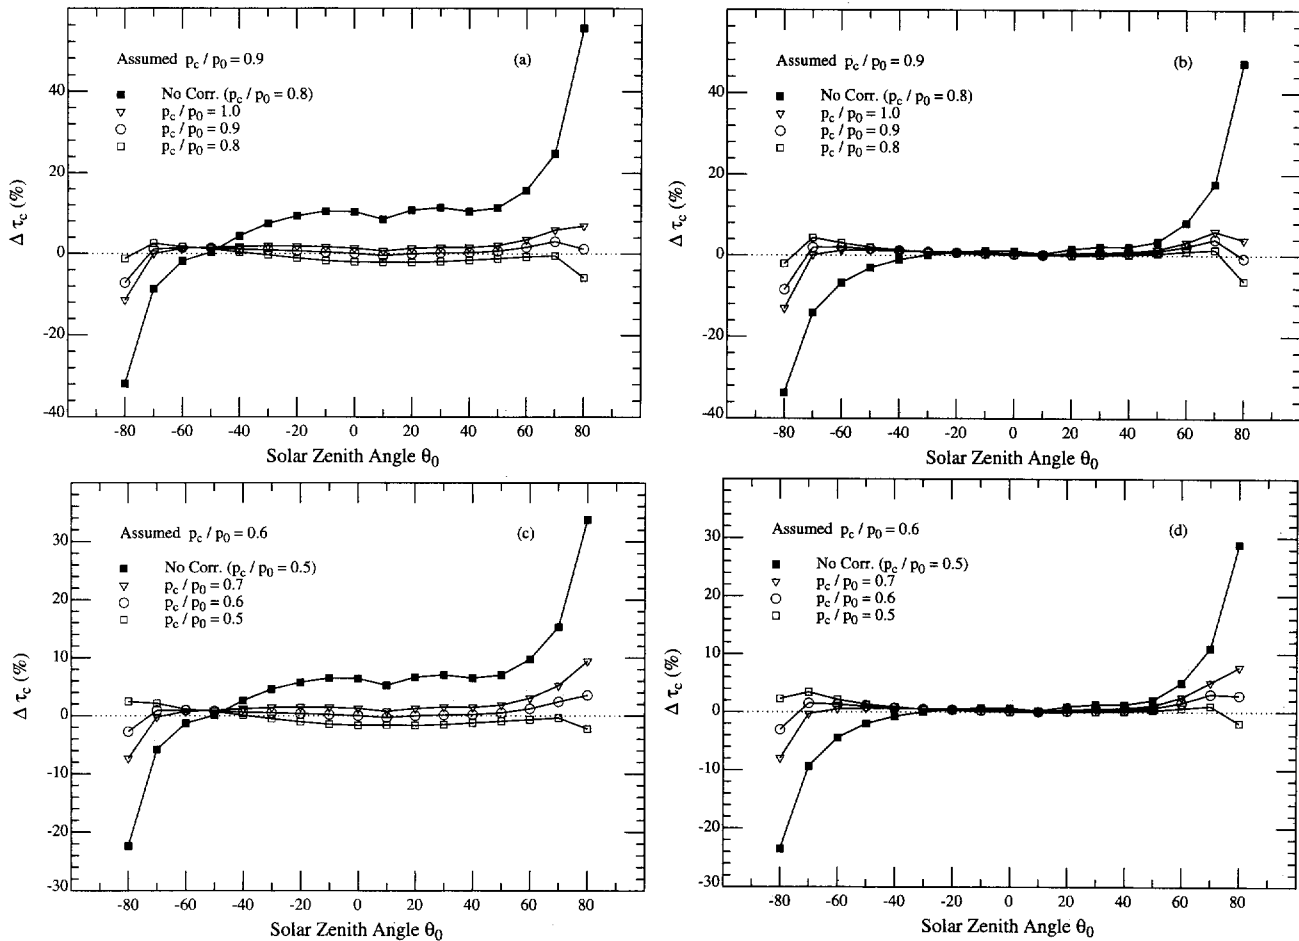 Assumed p_c / p_0 = 0.9
(a)
No Corr. (p_c / p_0 = 0.8)
p_c / p_0 = 1.0
p_c / p_0 = 0.9
p_c / p_0 = 0.8
40
20
0
-20
-40
Δ τ_c (%)
-80 -60 -40 -20 0 20 40 60 80
Solar Zenith Angle θ_0
Assumed p_c / p_0 = 0.9
(b)
No Corr. (p_c / p_0 = 0.8)
p_c / p_0 = 1.0
p_c / p_0 = 0.9
p_c / p_0 = 0.8
40
20
0
-20
-40
Δ τ_c (%)
-80 -60 -40 -20 0 20 40 60 80
Solar Zenith Angle θ_0
Assumed p_c / p_0 = 0.6
(c)
No Corr. (p_c / p_0 = 0.5)
p_c / p_0 = 0.7
p_c / p_0 = 0.6
p_c / p_0 = 0.5
30
20
10
0
-10
-20
-30
Δ τ_c (%)
-80 -60 -40 -20 0 20 40 60 80
Solar Zenith Angle θ_0
Assumed p_c / p_0 = 0.6
(d)
No Corr. (p_c / p_0 = 0.5)
p_c / p_0 = 0.7
p_c / p_0 = 0.6
p_c / p_0 = 0.5
30
20
10
0
-10
-20
-30
Δ τ_c (%)
-80 -60 -40 -20 0 20 40 60 80
Solar Zenith Angle θ_0